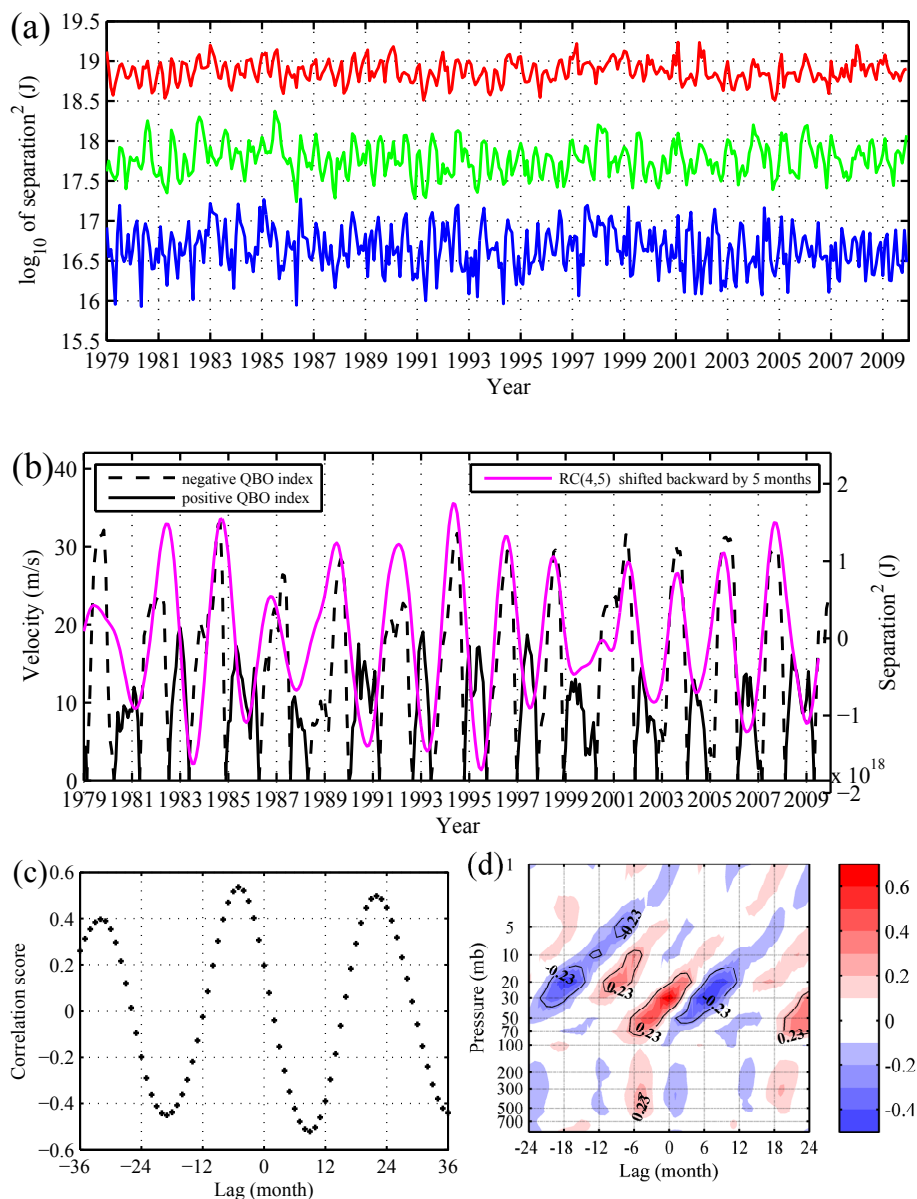 (a)
19.5
19
18.5
18
17.5
17
16.5
16
15.5
log10 of separation² (J)
1979 1981 1983 1985 1987 1989 1991 1993 1995 1997 1999 2001 2003 2005 2007 2009
Year
(b)
negative QBO index
positive QBO index
RC(4,5) shifted backward by 5 months
40
30
20
10
0
Velocity (m/s)
2
1
0
−1
−2
x 10^18
Separation² (J)
1979 1981 1983 1985 1987 1989 1991 1993 1995 1997 1999 2001 2003 2005 2007 2009
Year
(c)
0.6
0.4
0.2
0
−0.2
−0.4
−0.6
Correlation score
−36 −24 −12 0 12 24 36
Lag (month)
(d)
1
5
10
20
30
50
70
100
200
300
500
700
Pressure (mb)
-0.23
-0.23
0.23
-0.23
0.23
0.23
0.23
-24 -18 -12 -6 0 6 12 18 24
Lag (month)
0.6
0.4
0.2
0
-0.2
-0.4